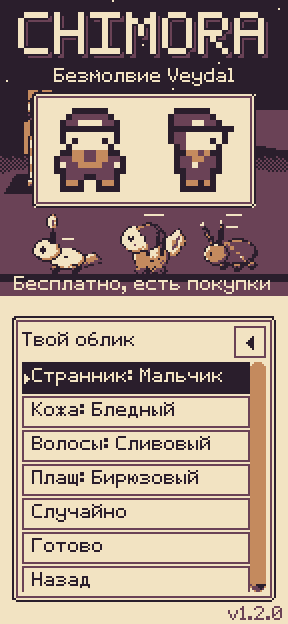 CHIMORA
Безмолвие Veydal
Бесплатно, есть покупки
Твой облик
Странник: Мальчик
Кожа: Бледный
Волосы: Сливовый
Плащ: Бирюзовый
Случайно
Готово
Назад
v1.2.0